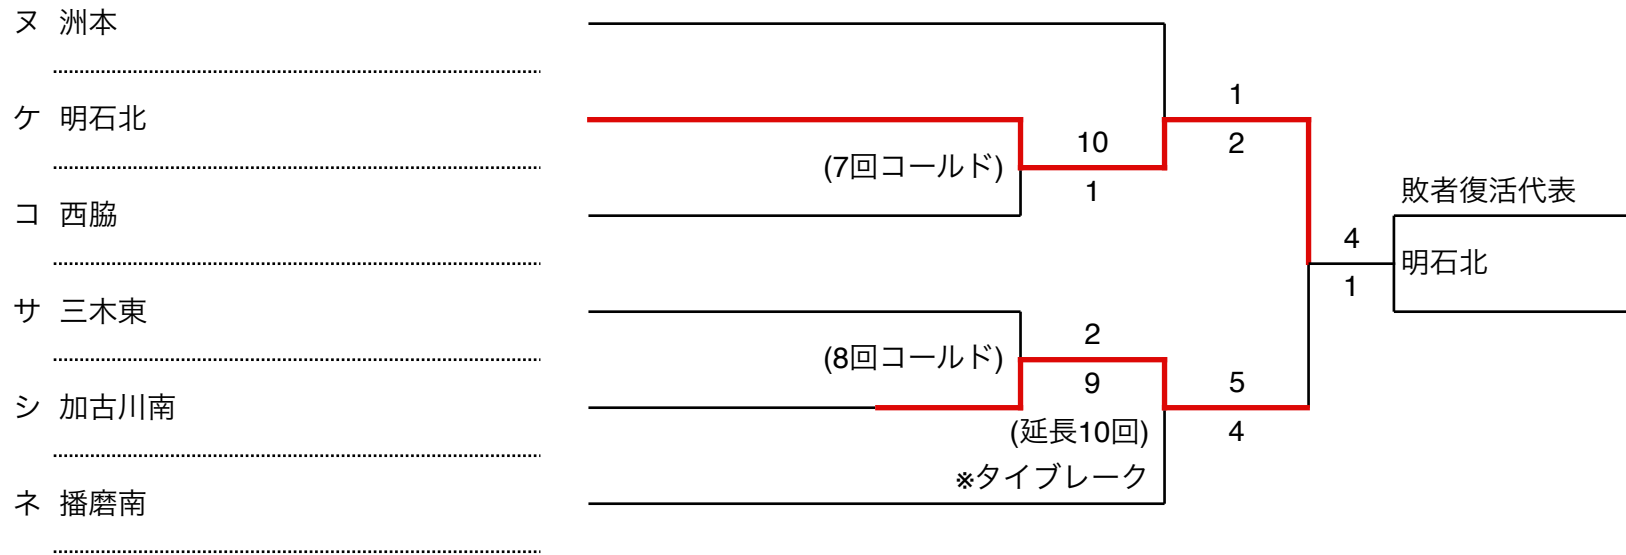 ヌ 洲本
ケ 明石北
コ 西脇
サ 三木東
シ 加古川南
ネ 播磨南
(7回コールド)
10
1
1
2
(8回コールド)
2
9
(延長10回)
※タイブレーク
5
4
4
1
敗者復活代表
明石北